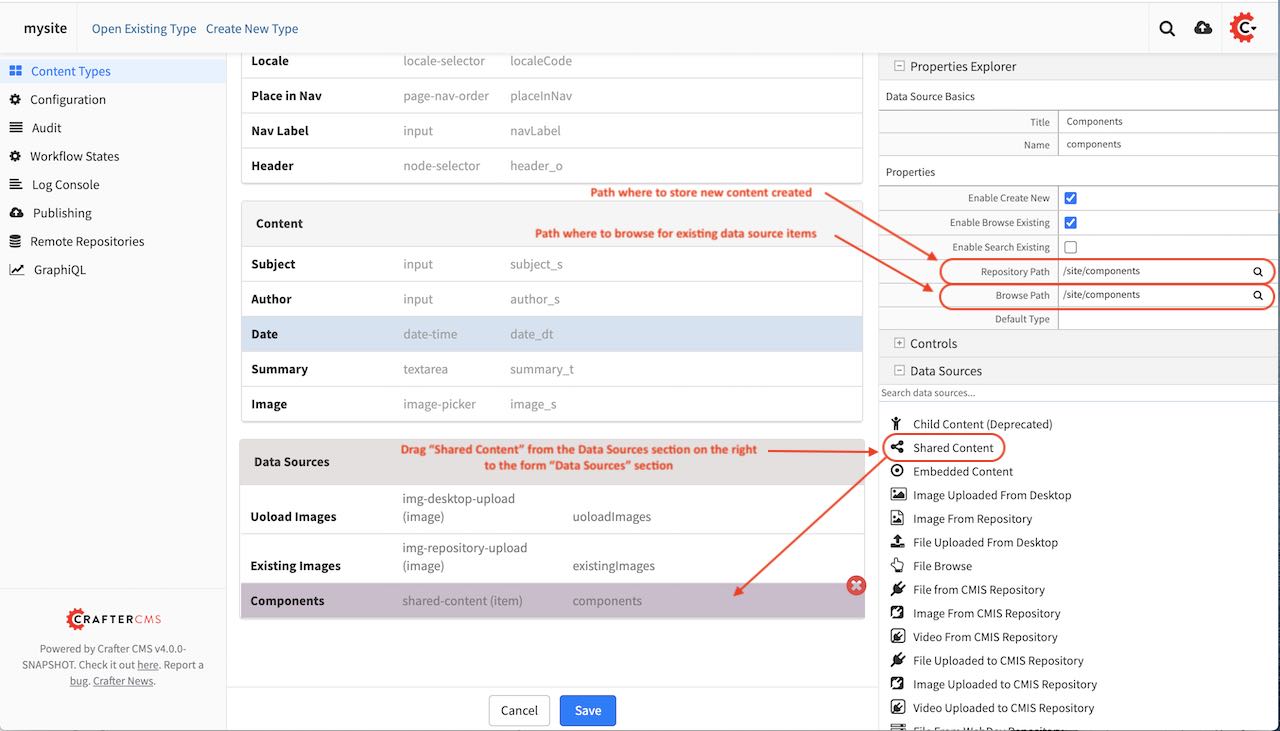 mysite
Open Existing Type
Create New Type
Content Types
Configuration
Audit
Workflow States
Log Console
Publishing
Remote Repositories
GraphiQL
CRAFTERCMS
Powered by Crafter CMS v4.0.0-
SNAPSHOT. Check it out here. Report a
bug. Crafter News.
Locale locale-selector localeCode
Place in Nav page-nav-order placeInNav
Nav Label input navLabel
Header node-selector header_o
Path where to store new content created
Content
Path where to browse for existing data source items
Subject input subject_s
Author input author_s
Date date-time date_dt
Summary textarea summary_t
Image image-picker image_s
Data Sources
Drag "Shared Content" from the Data Sources section on the right
to the form "Data Sources" section
img-desktop-upload
Uoload Images (image) uoloadImages
img-repository-upload
Existing Images (image) existingImages
Components shared-content (item) components
Cancel
Save
Properties Explorer
Data Source Basics
Title Components
Name components
Properties
Enable Create New
Enable Browse Existing
Enable Search Existing
Repository Path /site/components
Browse Path /site/components
Default Type
Controls
Data Sources
Search data sources...
Child Content (Deprecated)
Shared Content
Embedded Content
Image Uploaded From Desktop
Image From Repository
File Uploaded From Desktop
File Browse
File from CMIS Repository
Image From CMIS Repository
Video From CMIS Repository
File Uploaded to CMIS Repository
Image Uploaded to CMIS Repository
Video Uploaded to CMIS Repository
File From WebDav Repository